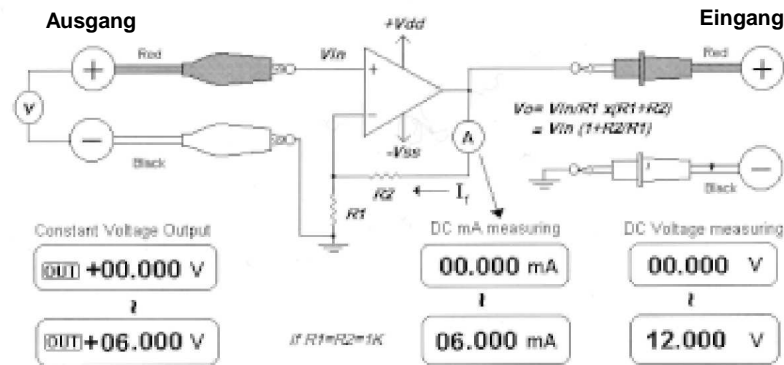 Ausgang
Eingang
+Vdd
Red
Vin
+
+
Red
+
V
Vo= Vin/R1 x(R1+R2)
= Vin (1+R2/R1)
A
-Vss
Black
R2
If
R1
Black
Constant Voltage Output
DC mA measuring
DC Voltage measuring
OUT +00.000 V
00.000 mA
00.000 V
~
~
~
OUT +06.000 V
if R1=R2=1K
06.000 mA
12.000 V